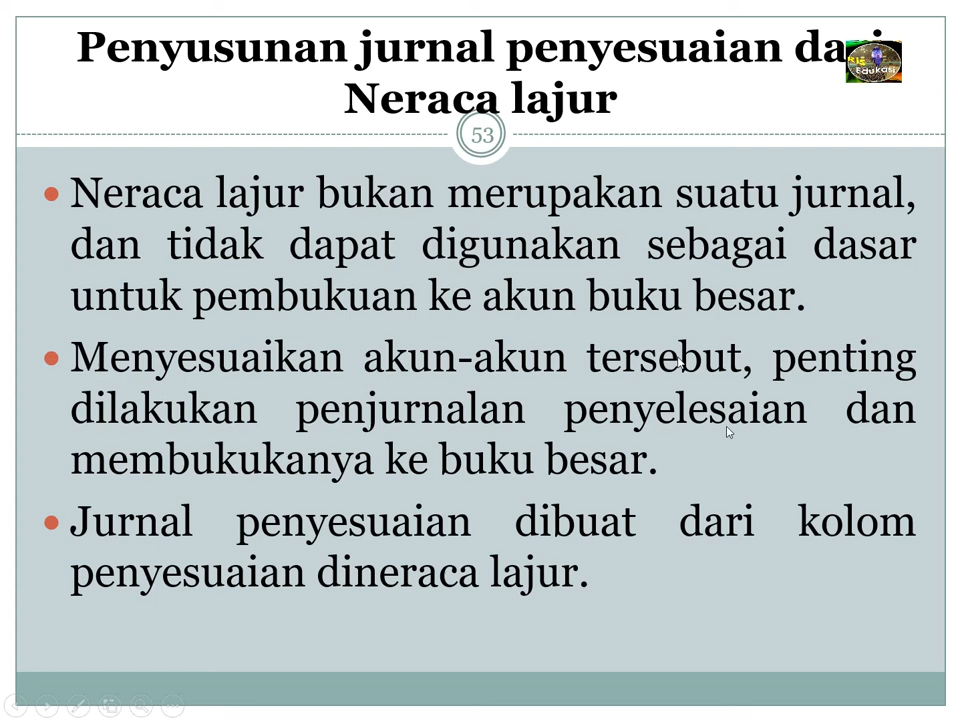 Penyusunan jurnal penyesuaian dari
Neraca lajur
Edukasi
53
Neraca lajur bukan merupakan suatu jurnal,
dan tidak dapat digunakan sebagai dasar
untuk pembukuan ke akun buku besar.
Menyesuaikan akun-akun tersebut, penting
dilakukan penjurnalan penyelesaian dan
membukukanya ke buku besar.
Jurnal penyesuaian dibuat dari kolom
penyesuaian dineraca lajur.